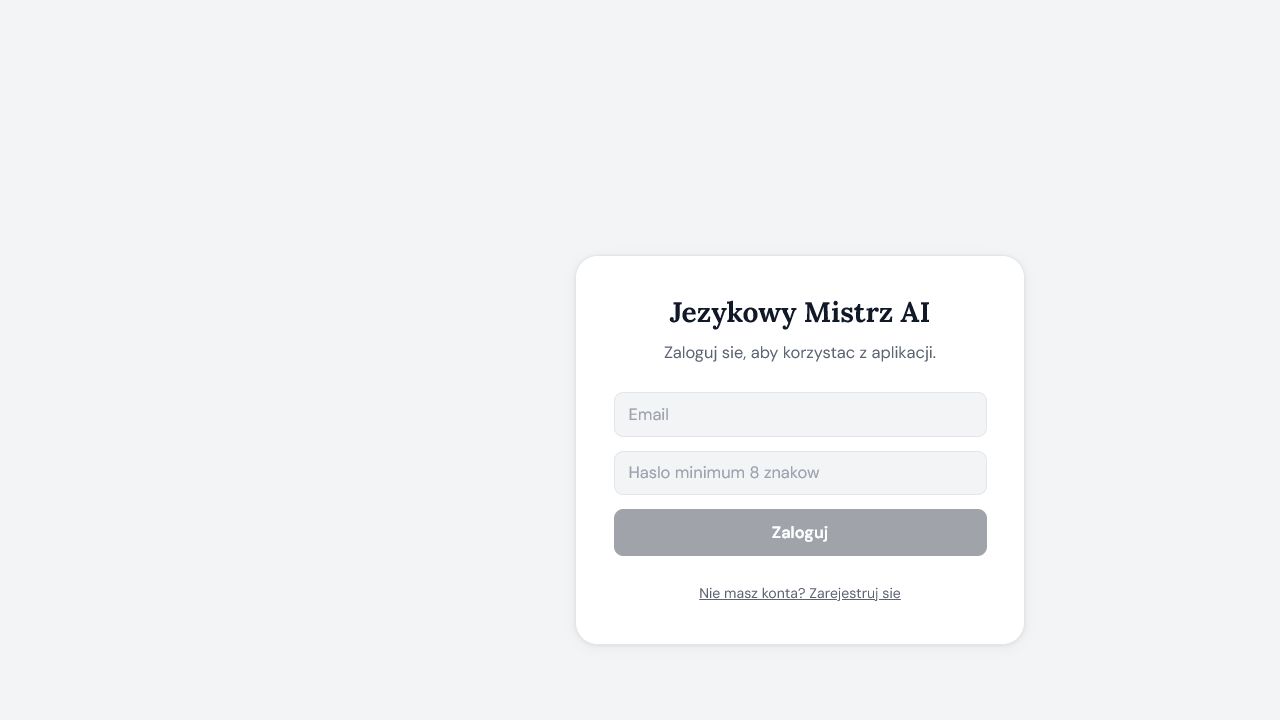 Jezykowy Mistrz AI
Zaloguj sie, aby korzystac z aplikacji.
Email
Haslo minimum 8 znakow
Zaloguj
Nie masz konta? Zarejestruj sie